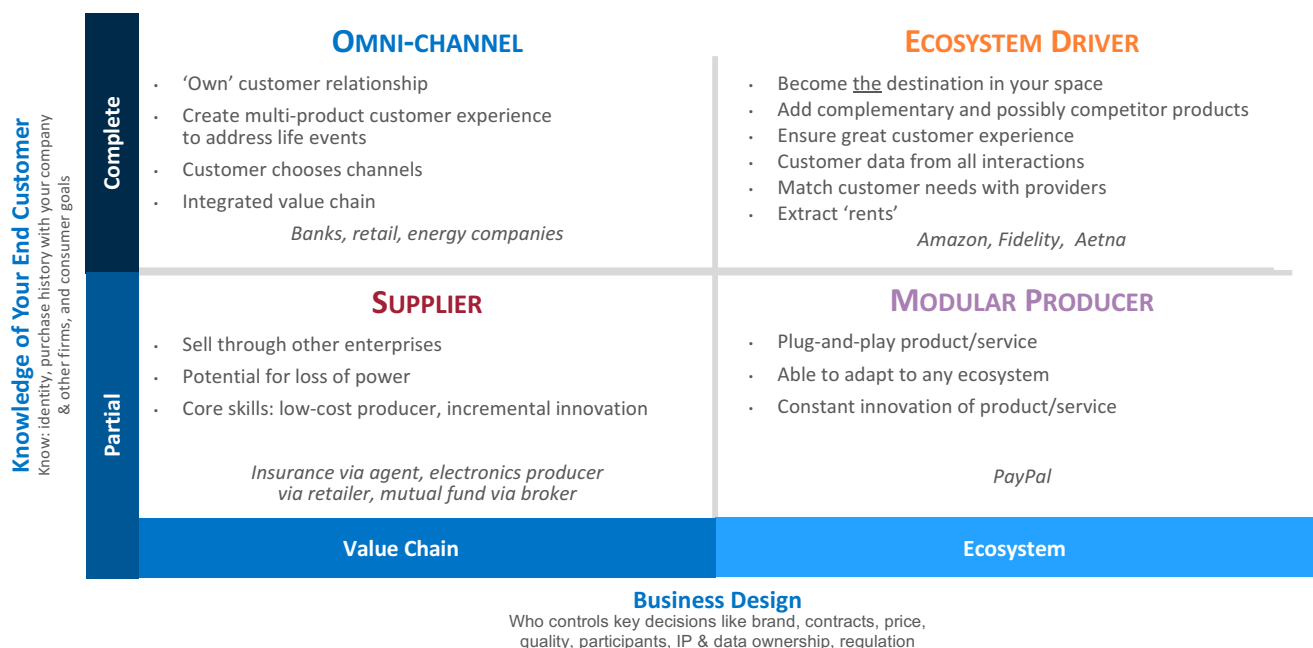 Knowledge of Your End Customer
Know: identity, purchase history with your company
& other firms, and consumer goals
Complete
Partial
OMNI-CHANNEL
· ‘Own’ customer relationship
· Create multi-product customer experience
to address life events
· Customer chooses channels
· Integrated value chain
Banks, retail, energy companies
ECOSYSTEM DRIVER
· Become the destination in your space
· Add complementary and possibly competitor products
· Ensure great customer experience
· Customer data from all interactions
· Match customer needs with providers
· Extract ‘rents’
Amazon, Fidelity, Aetna
SUPPLIER
· Sell through other enterprises
· Potential for loss of power
· Core skills: low-cost producer, incremental innovation
Insurance via agent, electronics producer
via retailer, mutual fund via broker
MODULAR PRODUCER
· Plug-and-play product/service
· Able to adapt to any ecosystem
· Constant innovation of product/service
PayPal
Value Chain
Ecosystem
Business Design
Who controls key decisions like brand, contracts, price,
quality, participants, IP & data ownership, regulation